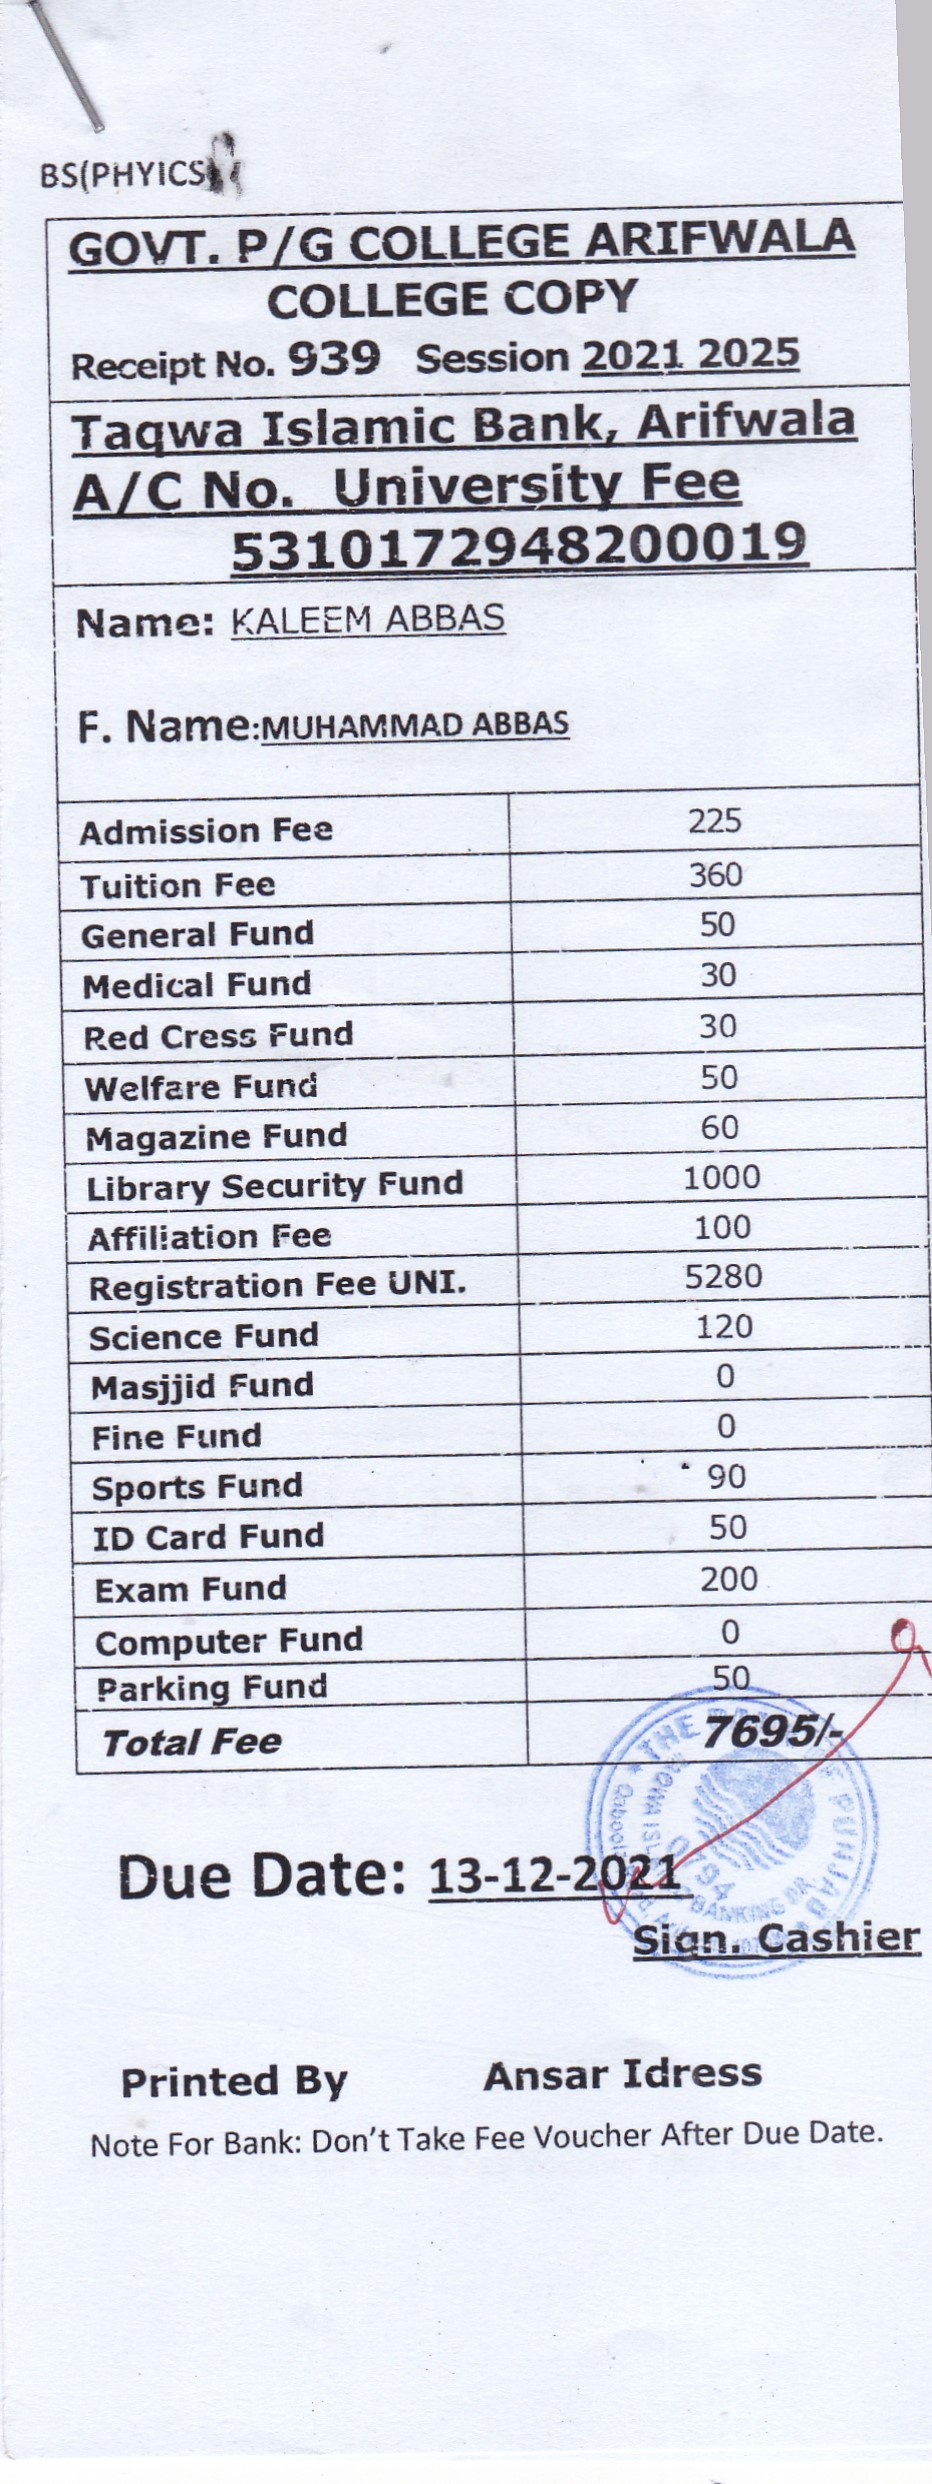 BS(PHYICS)
GOVT. P/G COLLEGE ARIFWALA
COLLEGE COPY
Receipt No. 939 Session 2021 2025
Taqwa Islamic Bank, Arifwala
A/C No. University Fee
5310172948200019
Name: KALEEM ABBAS
F. Name:MUHAMMAD ABBAS
Admission Fee 225
Tuition Fee 360
General Fund 50
Medical Fund 30
Red Cress Fund 30
Welfare Fund 50
Magazine Fund 60
Library Security Fund 1000
Affiliation Fee 100
Registration Fee UNI. 5280
Science Fund 120
Masjjid Fund 0
Fine Fund 0
Sports Fund 90
ID Card Fund 50
Exam Fund 200
Computer Fund 0
Parking Fund 50
Total Fee 7695/-
THE BANK OF PUNJAB
0794
BANKING BR.
Due Date: 13-12-2021
Sign. Cashier
Printed By Ansar Idress
Note For Bank: Don't Take Fee Voucher After Due Date.